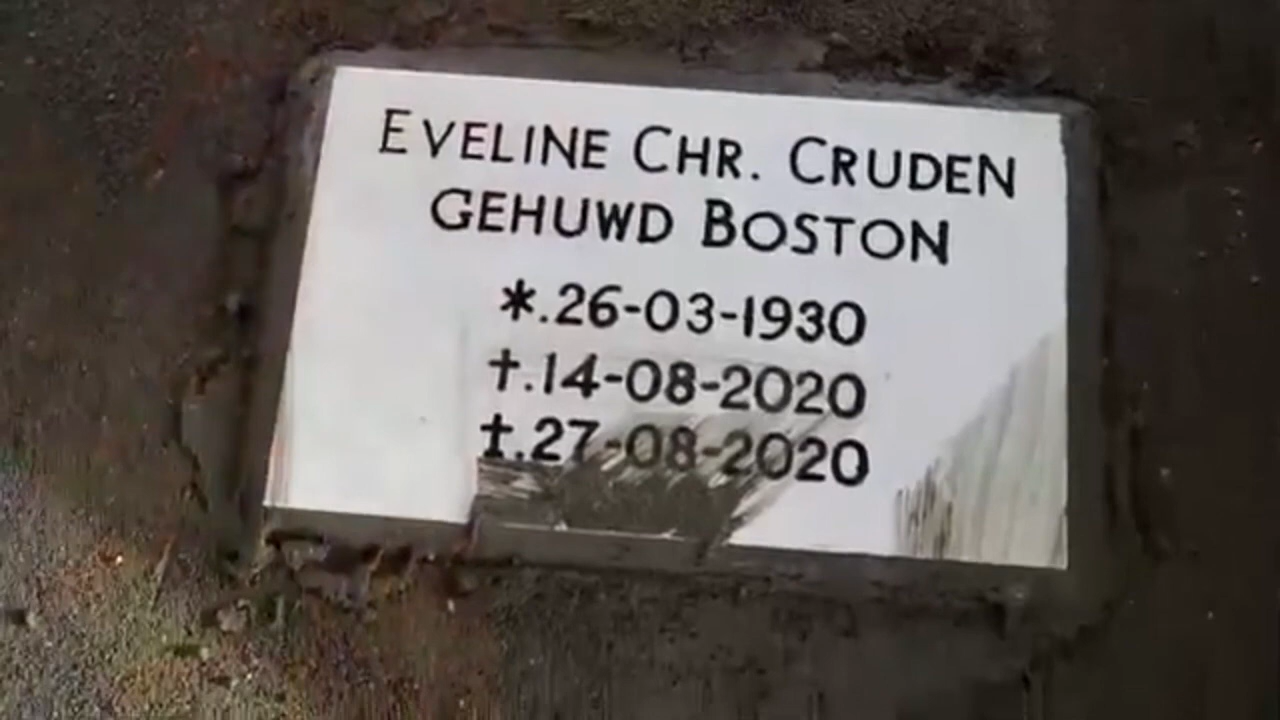 EVELINE CHR. CRUDEN
GEHUWD BOSTON
*.26-03-1930
†.14-08-2020
‡.27-08-2020